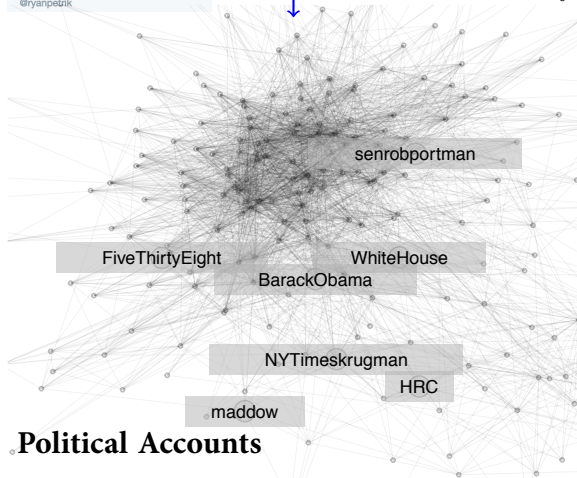 @ryanpetrik
senrobportman
FiveThirtyEight
WhiteHouse
BarackObama
NYTimeskrugman
HRC
maddow
Political Accounts